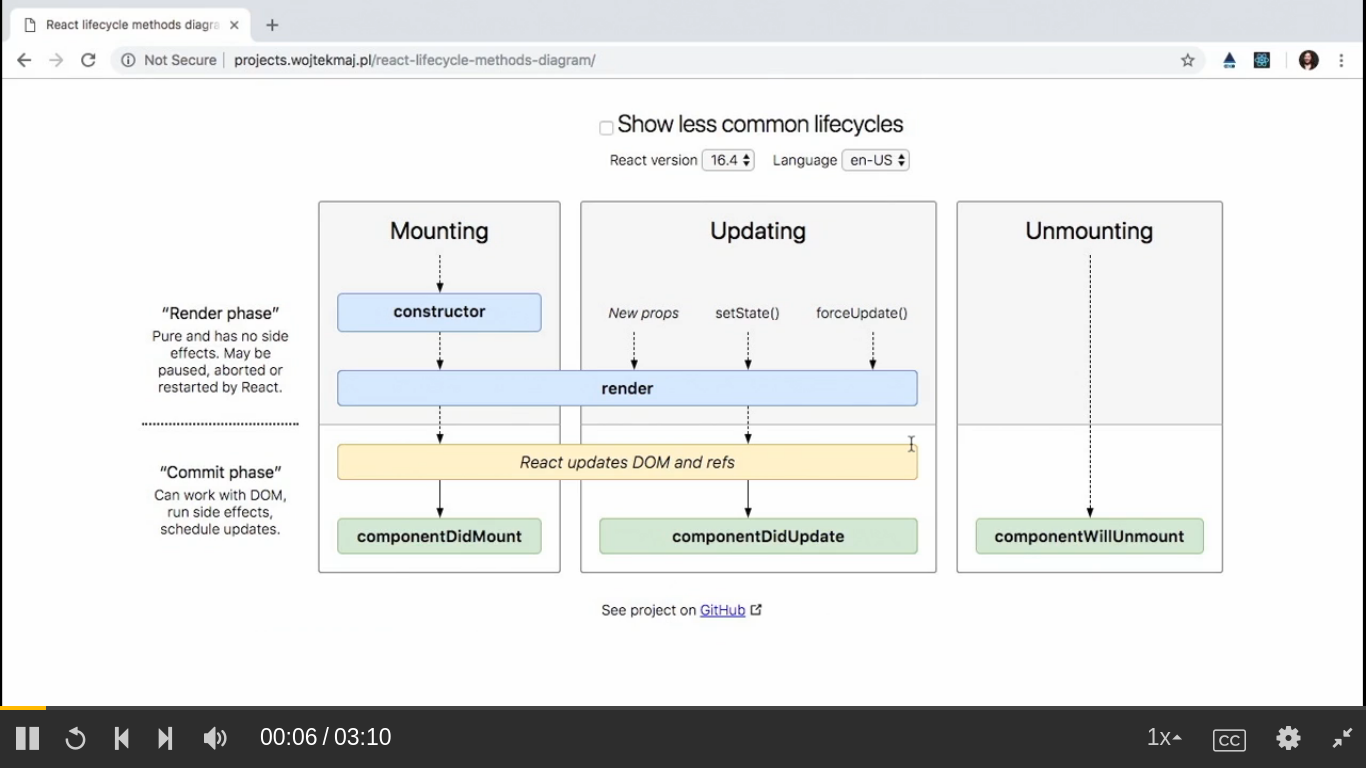 React lifecycle methods diagra
Not Secure | projects.wojtekmaj.pl/react-lifecycle-methods-diagram/
Show less common lifecycles
React version 16.4 Language en-US
Mounting Updating Unmounting
“Render phase”
Pure and has no side
effects. May be
paused, aborted or
restarted by React.
constructor
New props setState() forceUpdate()
render
“Commit phase”
Can work with DOM,
run side effects,
schedule updates.
React updates DOM and refs
componentDidMount componentDidUpdate componentWillUnmount
See project on GitHub
00:06 / 03:10 1x CC